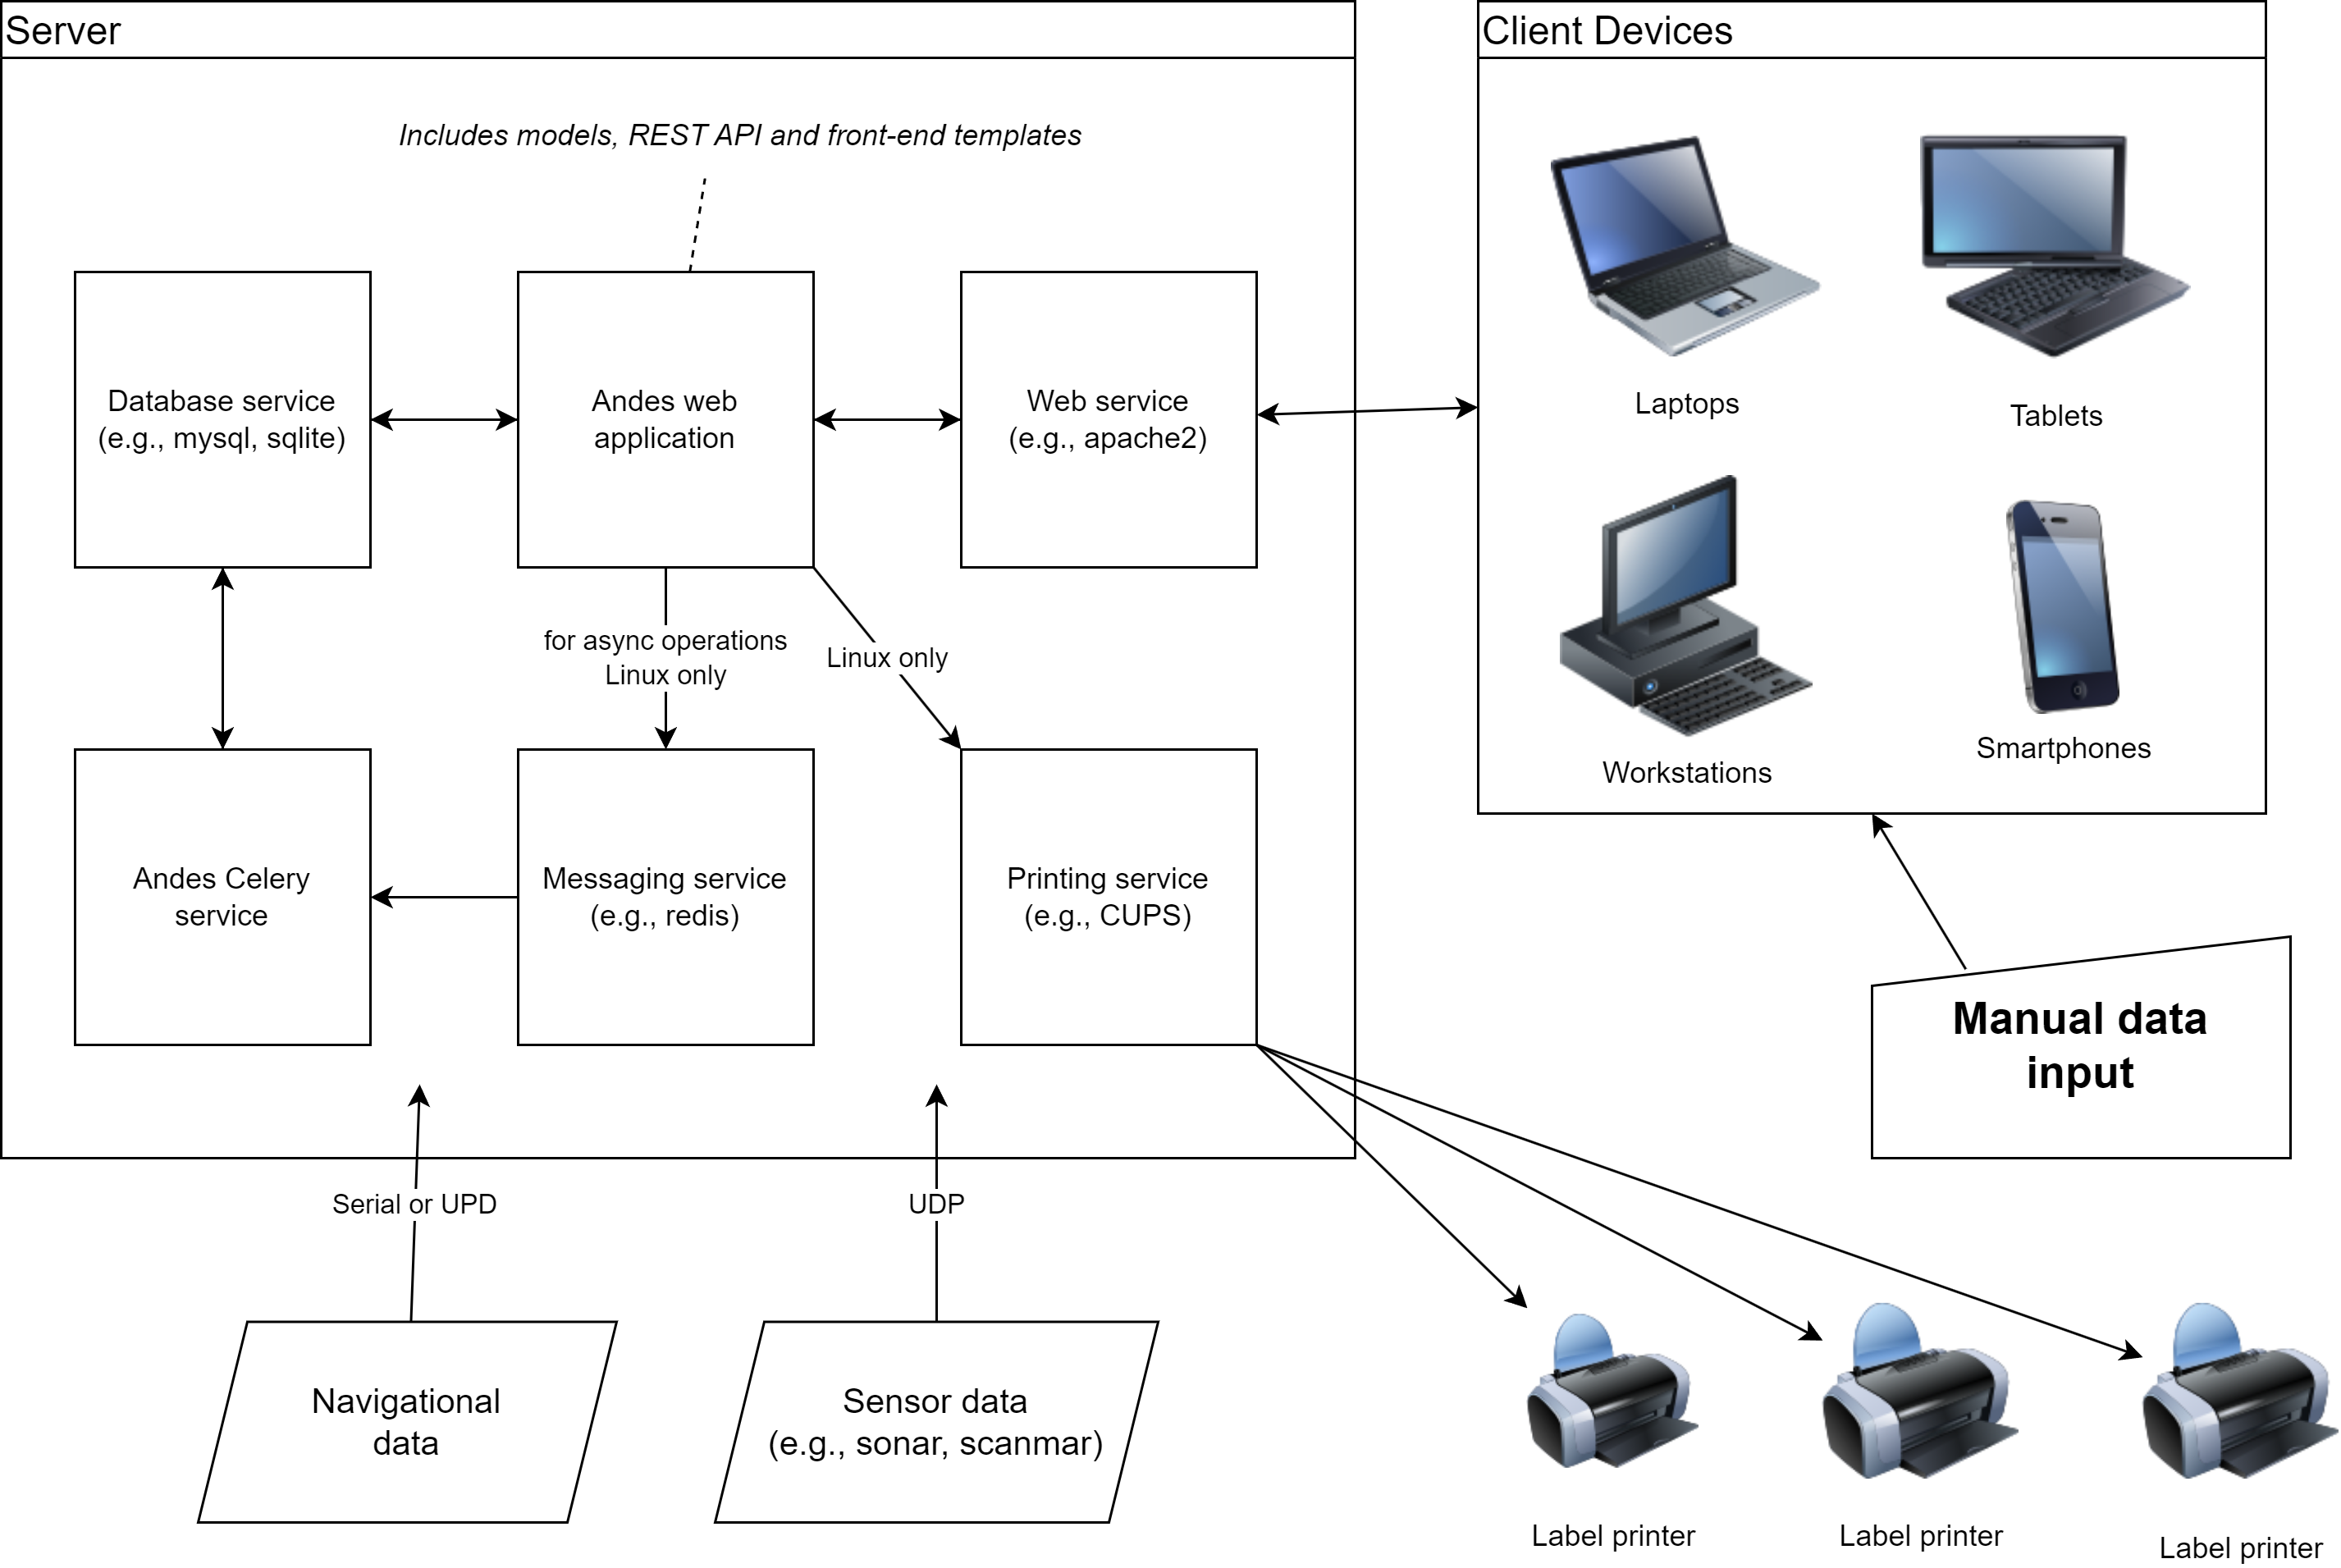 Server
Client Devices
Includes models, REST API and front-end templates
Database service
(e.g., mysql, sqlite)
Andes web
application
Web service
(e.g., apache2)
Laptops
Tablets
for async operations
Linux only
Linux only
Workstations
Smartphones
Andes Celery
service
Messaging service
(e.g., redis)
Printing service
(e.g., CUPS)
Manual data
input
Serial or UPD
UDP
Navigational
data
Sensor data
(e.g., sonar, scanmar)
Label printer
Label printer
Label printer